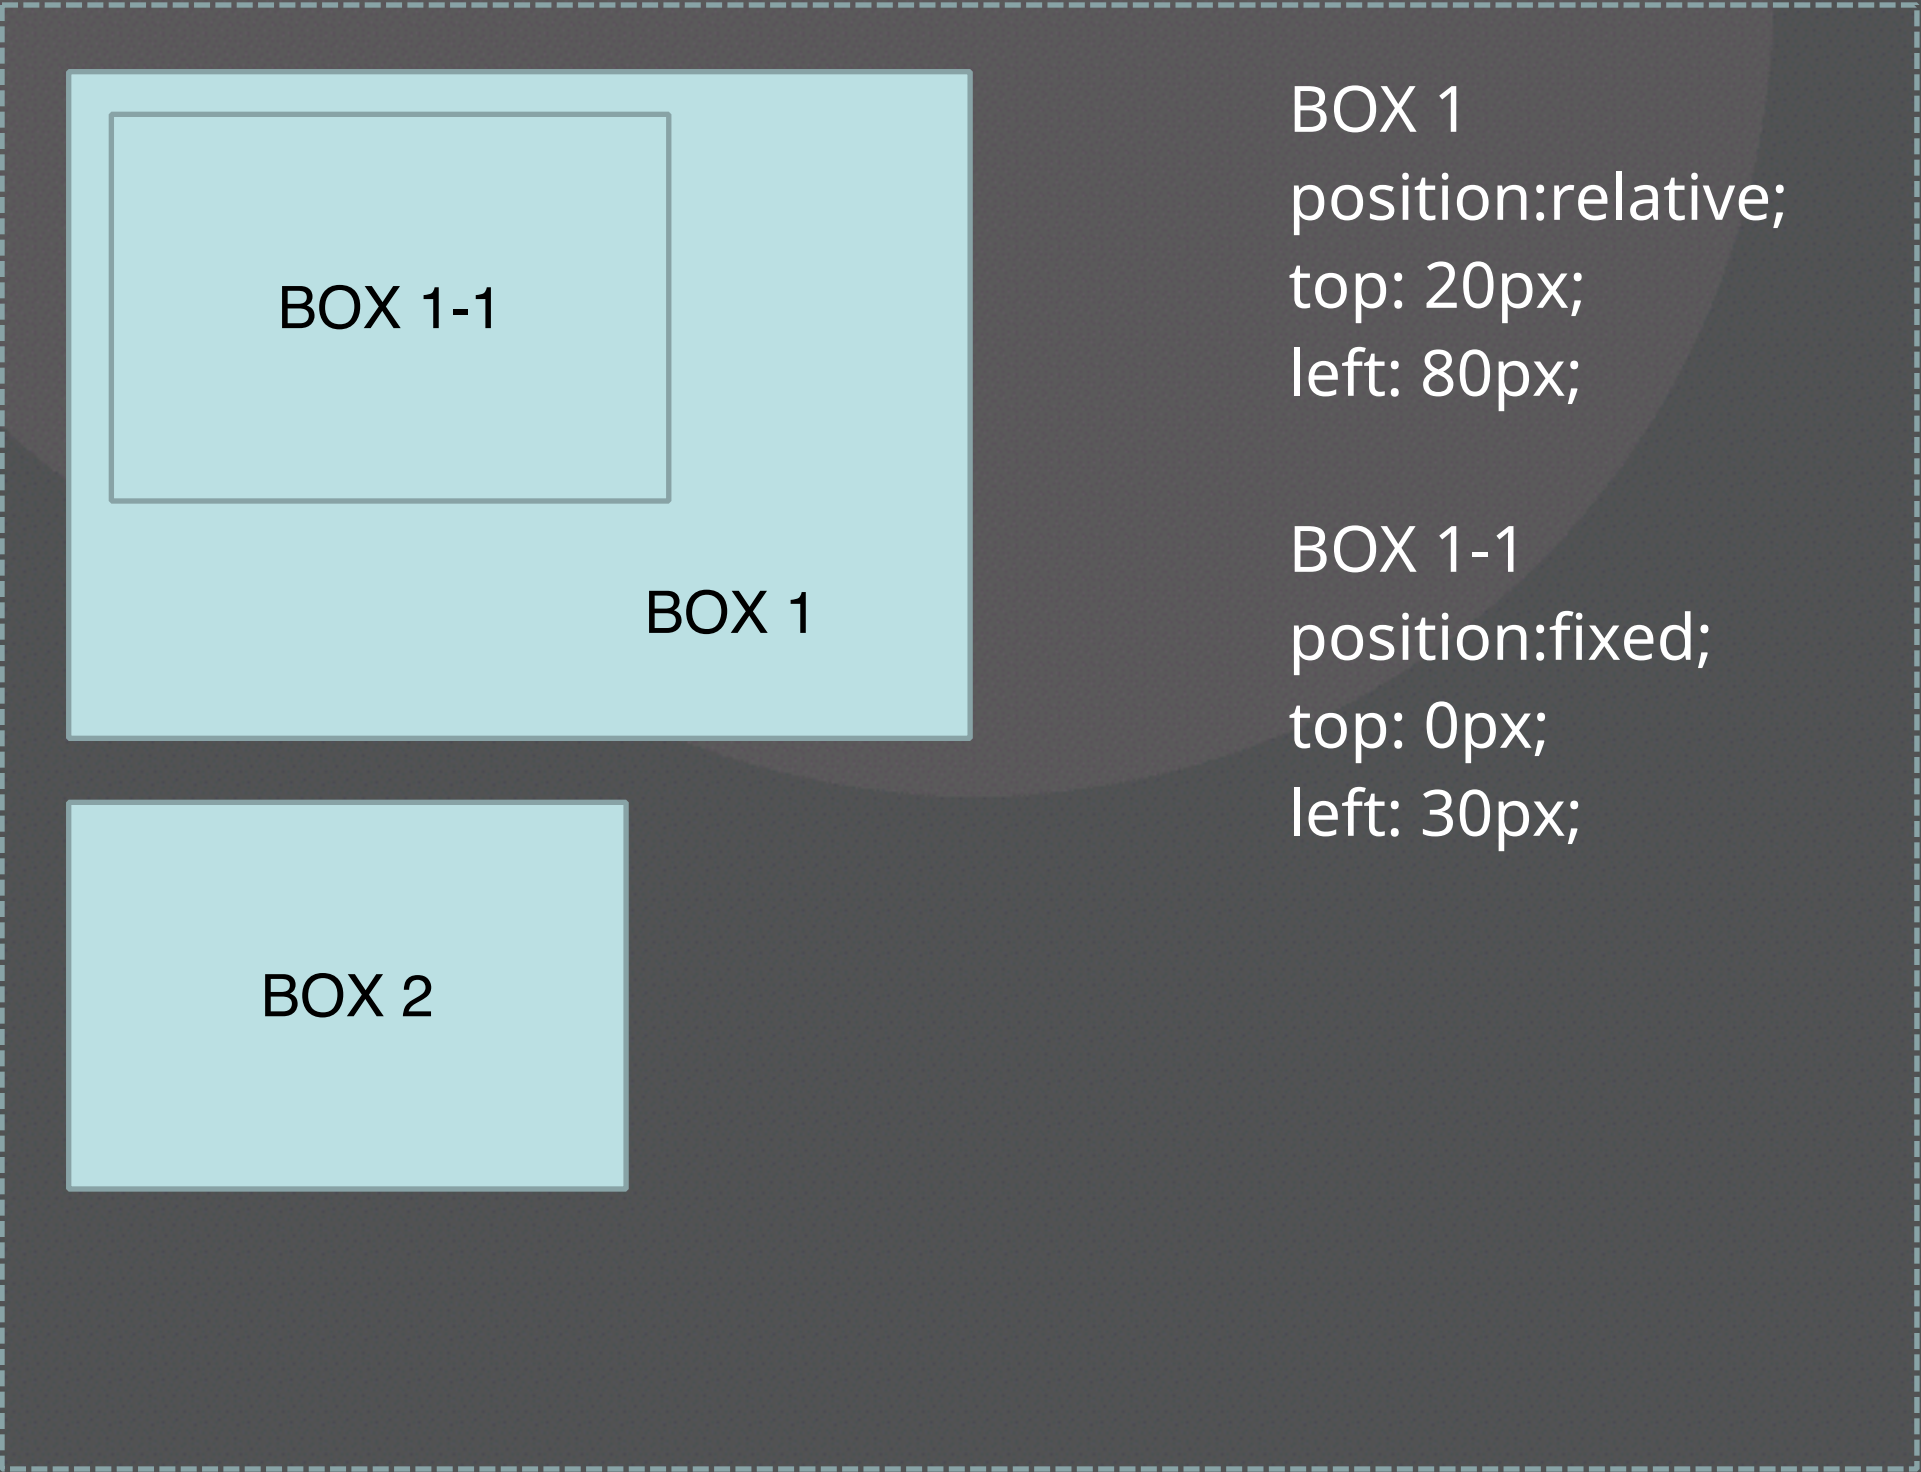 BOX 1-1
BOX 1
BOX 2
BOX 1
position:relative;
top: 20px;
left: 80px;
BOX 1-1
position:fixed;
top: 0px;
left: 30px;